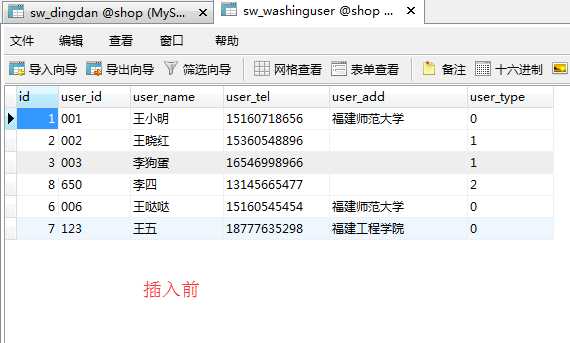 sw_dingdan @shop (MyS... sw_washinguser @shop ...
文件 编辑 查看 窗口 帮助
导入向导 导出向导 筛选向导 网格查看 表单查看 备注 十六进制
id user_id user_name user_tel user_add user_type
1 001 王小明 15160718656 福建师范大学 0
2 002 王晓红 15360548896 1
3 003 李狗蛋 16546998966 1
8 650 李四 13145665477 2
6 006 王哒哒 15160545454 福建师范大学 0
7 123 王五 18777635298 福建工程学院 0
插入前